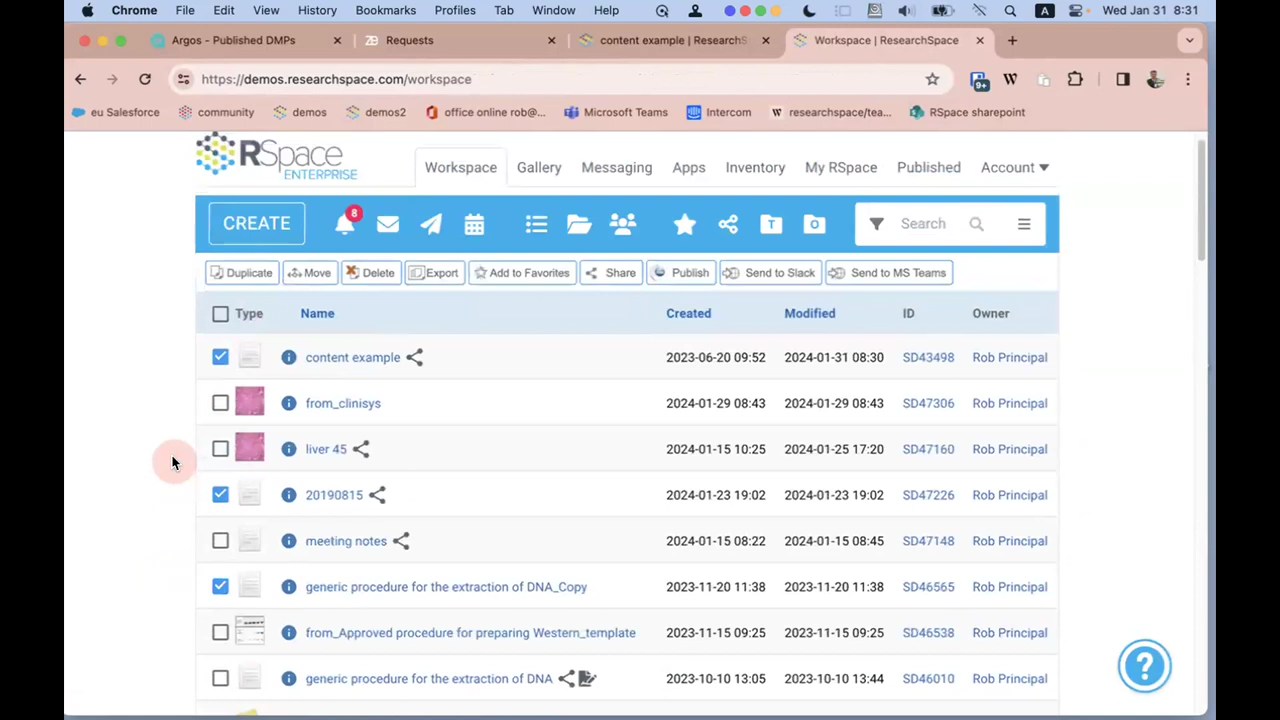 Chrome File Edit View History Bookmarks Profiles Tab Window Help A Wed Jan 31 8:31
Argos - Published DMPs ZB Requests content example | ResearchS Workspace | ResearchSpace
https://demos.researchspace.com/workspace 9+ W
eu Salesforce community demos demos2 office online rob@... Microsoft Teams Intercom W researchspace/tea... RSpace sharepoint
RSpace
ENTERPRISE
Workspace Gallery Messaging Apps Inventory My RSpace Published Account
CREATE 8 T O Search
Duplicate Move Delete Export Add to Favorites Share Publish Send to Slack Send to MS Teams
Type Name Created Modified ID Owner
content example 2023-06-20 09:52 2024-01-31 08:30 SD43498 Rob Principal
from_clinisys 2024-01-29 08:43 2024-01-29 08:43 SD47306 Rob Principal
liver 45 2024-01-15 10:25 2024-01-25 17:20 SD47160 Rob Principal
20190815 2024-01-23 19:02 2024-01-23 19:02 SD47226 Rob Principal
meeting notes 2024-01-15 08:22 2024-01-15 08:45 SD47148 Rob Principal
generic procedure for the extraction of DNA_Copy 2023-11-20 11:38 2023-11-20 11:38 SD46565 Rob Principal
from_Approved procedure for preparing Western_template 2023-11-15 09:25 2023-11-15 09:25 SD46538 Rob Principal
generic procedure for the extraction of DNA 2023-10-10 13:05 2023-10-10 13:44 SD46010 Rob Principal
?